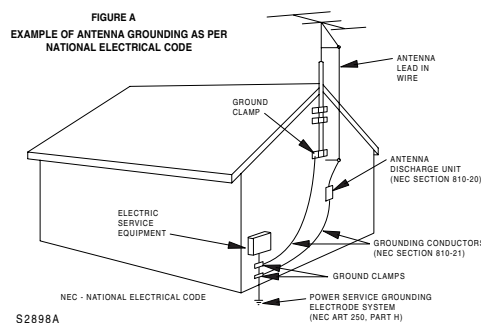 FIGURE A
EXAMPLE OF ANTENNA GROUNDING AS PER
NATIONAL ELECTRICAL CODE
ANTENNA
LEAD IN
WIRE
GROUND
CLAMP
ANTENNA
DISCHARGE UNIT
(NEC SECTION 810-20)
ELECTRIC
SERVICE
EQUIPMENT
GROUNDING CONDUCTORS
(NEC SECTION 810-21)
GROUND CLAMPS
NEC - NATIONAL ELECTRICAL CODE
POWER SERVICE GROUNDING
ELECTRODE SYSTEM
(NEC ART 250, PART H)
S2898A